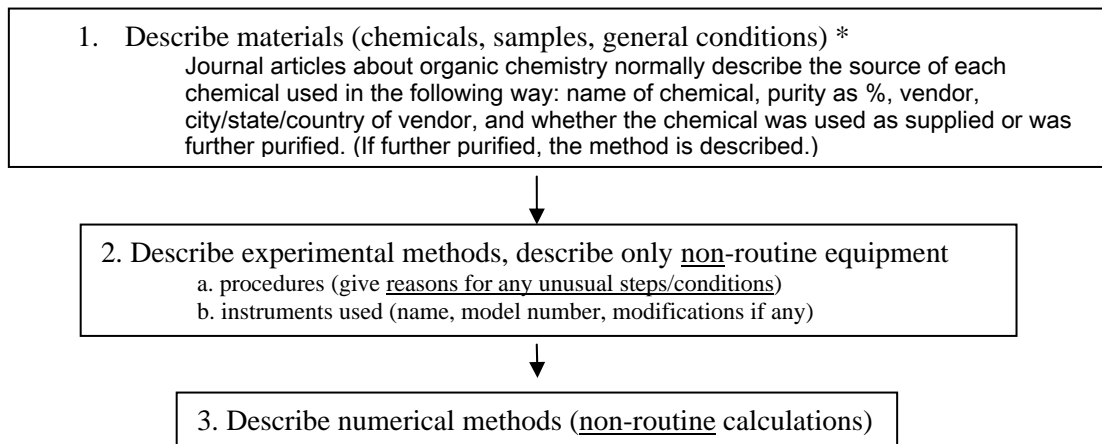 1. Describe materials (chemicals, samples, general conditions) *
Journal articles about organic chemistry normally describe the source of each
chemical used in the following way: name of chemical, purity as %, vendor,
city/state/country of vendor, and whether the chemical was used as supplied or was
further purified. (If further purified, the method is described.)
2. Describe experimental methods, describe only non-routine equipment
a. procedures (give reasons for any unusual steps/conditions)
b. instruments used (name, model number, modifications if any)
3. Describe numerical methods (non-routine calculations)